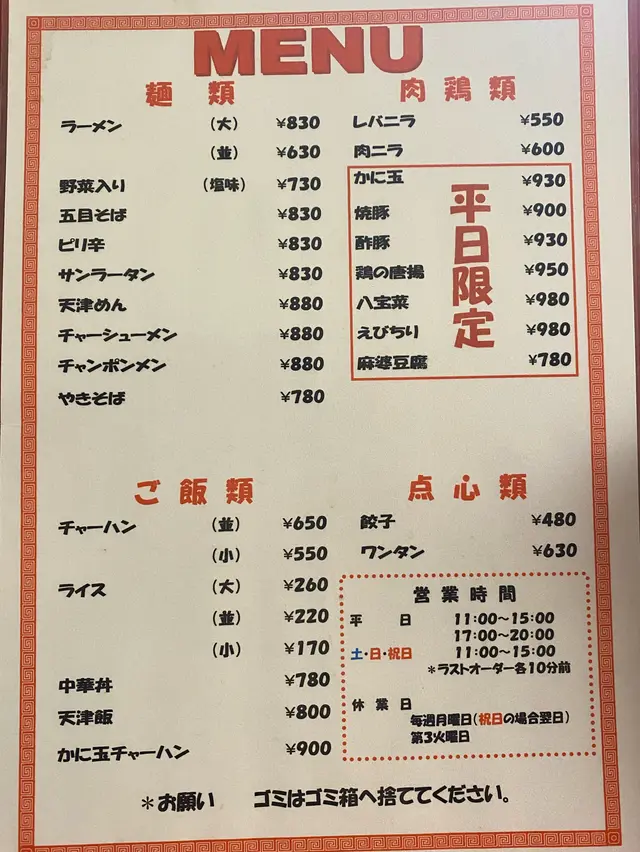 MENU
麺類
ラーメン (大) ¥830
(並) ¥630
野菜入り (塩味) ¥730
五目そば ¥830
ピリ辛 ¥830
サンラータン ¥830
天津めん ¥880
チャーシューメン ¥880
チャンポンメン ¥880
やきそば ¥780
肉鶏類
レバニラ ¥550
肉ニラ ¥600
平日限定
かに玉 ¥930
焼豚 ¥900
酢豚 ¥930
鶏の唐揚 ¥950
八宝菜 ¥980
えびちり ¥980
麻婆豆腐 ¥780
ご飯類
チャーハン (並) ¥650
(小) ¥550
ライス (大) ¥260
(並) ¥220
(小) ¥170
中華丼 ¥780
天津飯 ¥800
かに玉チャーハン ¥900
点心類
餃子 ¥480
ワンタン ¥630
営業時間
平日 11:00〜15:00
17:00〜20:00
土・日・祝日 11:00〜15:00
*ラストオーダー各10分前
休業日
毎週月曜日(祝日の場合翌日)
第3火曜日
*お願い ゴミはゴミ箱へ捨ててください。